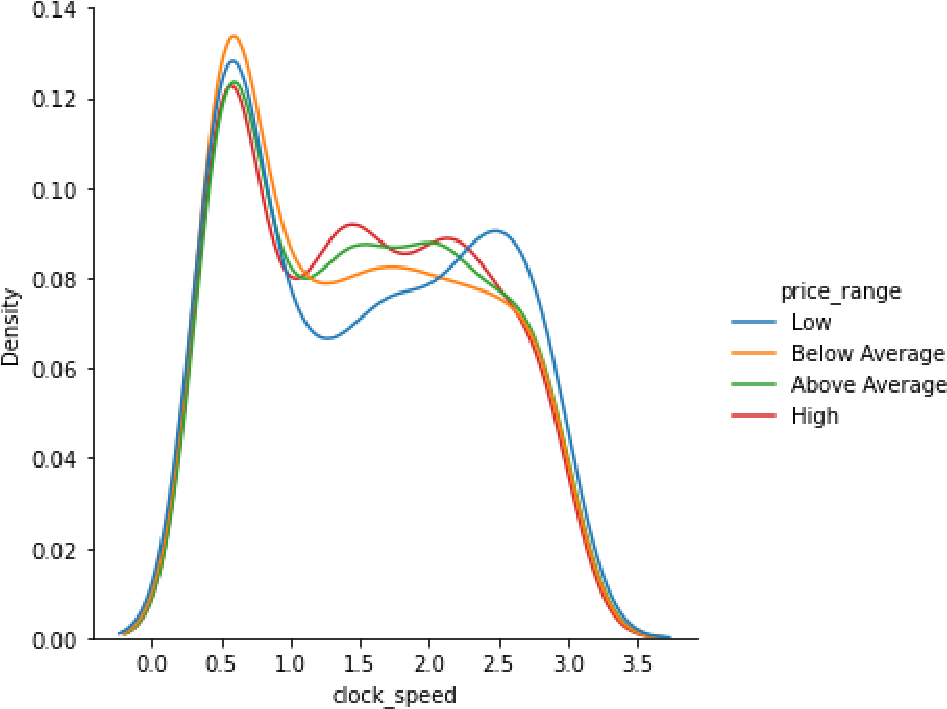 0.14
0.12
0.10
0.08
0.06
0.04
0.02
0.00
Density
0.0 0.5 1.0 1.5 2.0 2.5 3.0 3.5
clock_speed
price_range
Low
Below Average
Above Average
High